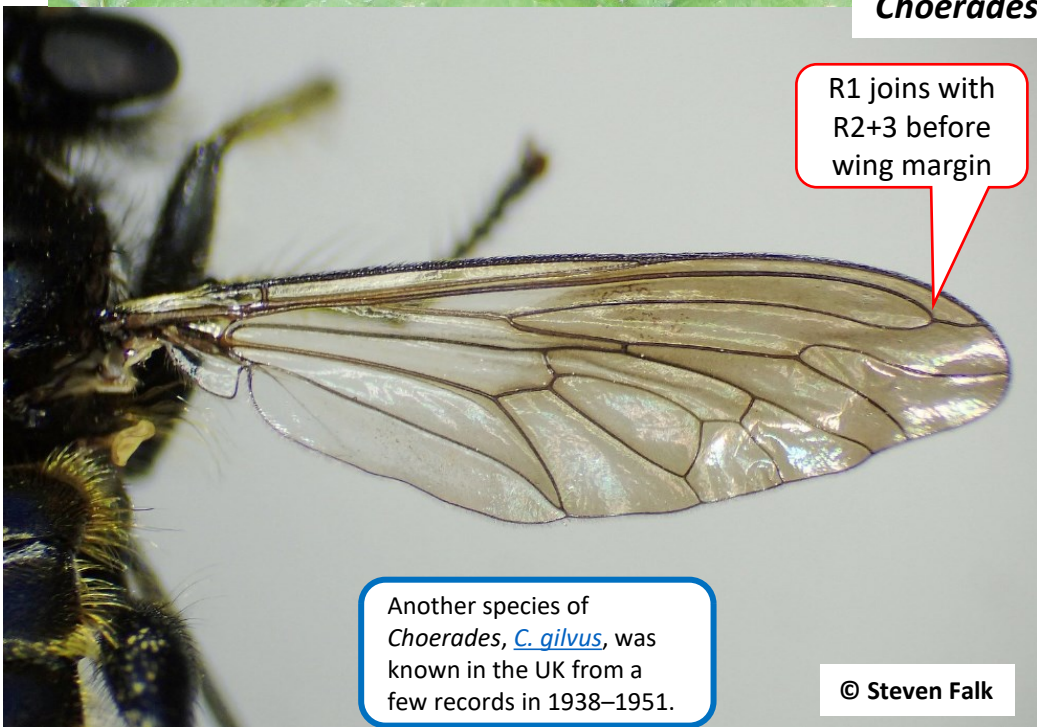 Choerades
R1 joins with
R2+3 before
wing margin
Another species of
Choerades, C. gilvus, was
known in the UK from a
few records in 1938–1951.
© Steven Falk